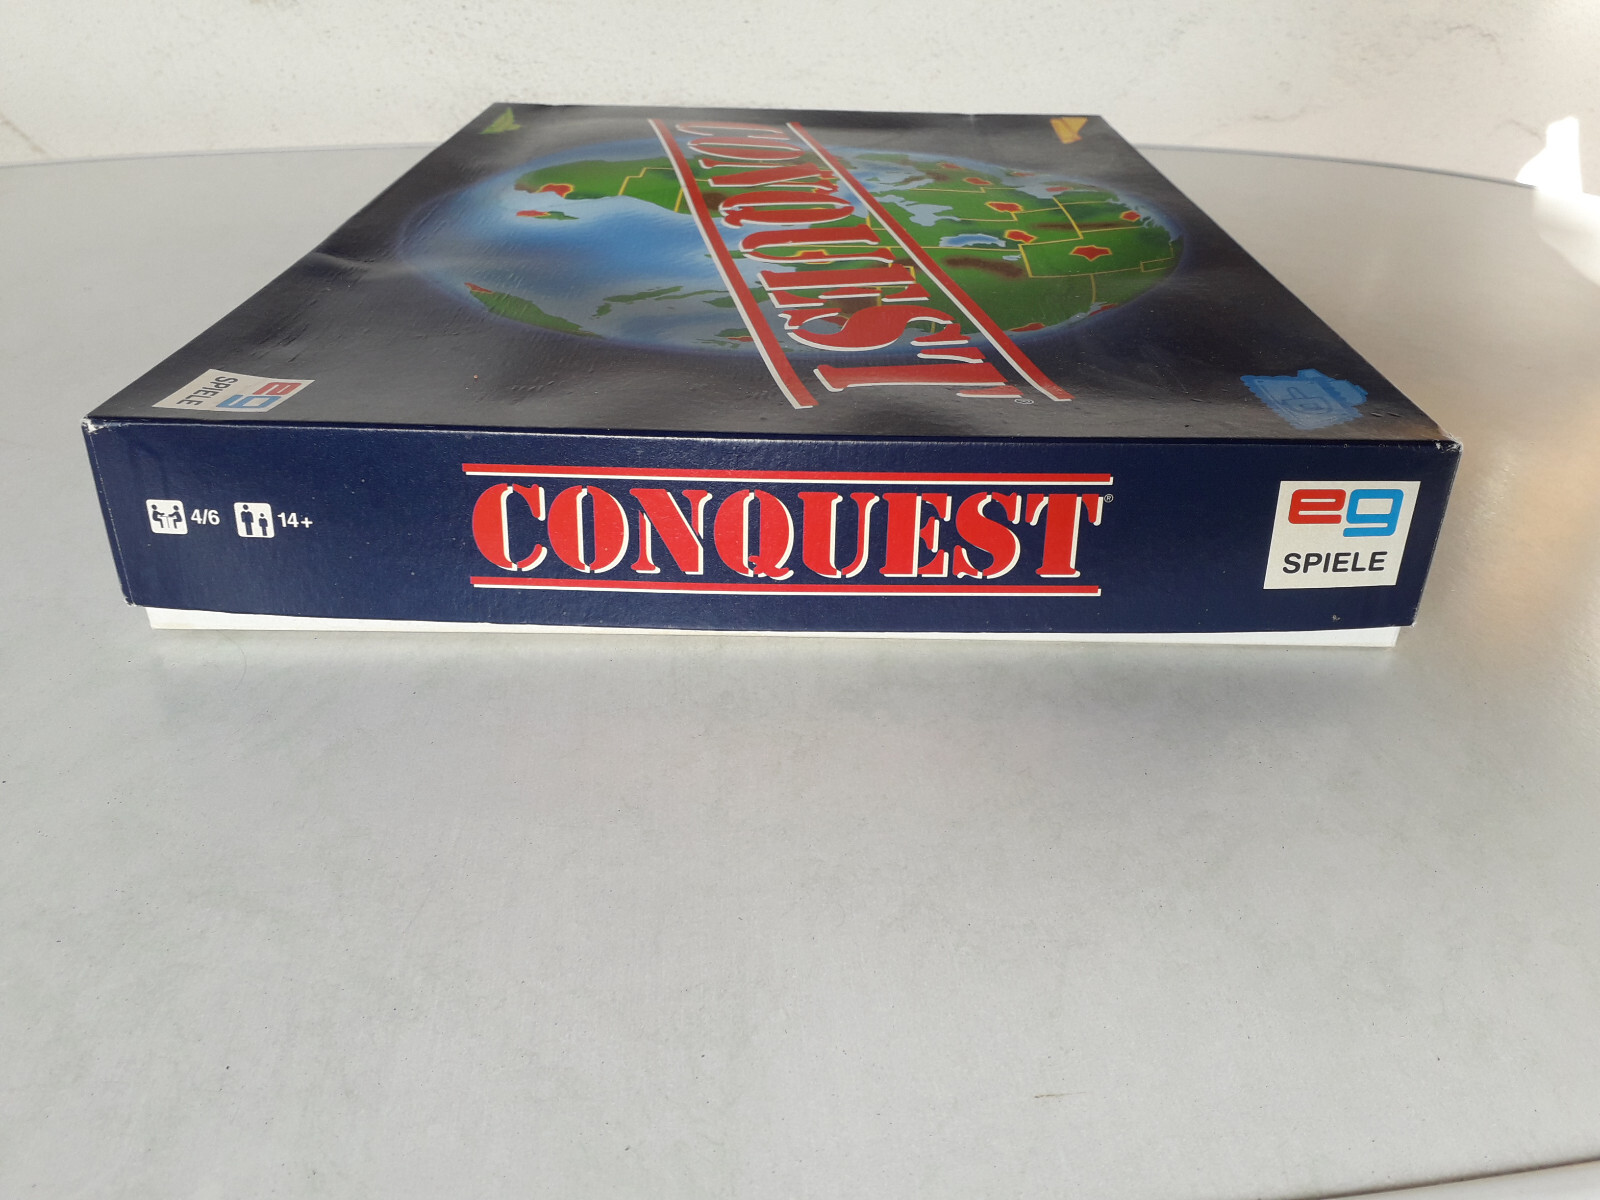 CONQUEST®
eg
SPIELE
4/6
14+
CONQUEST®
eg
SPIELE